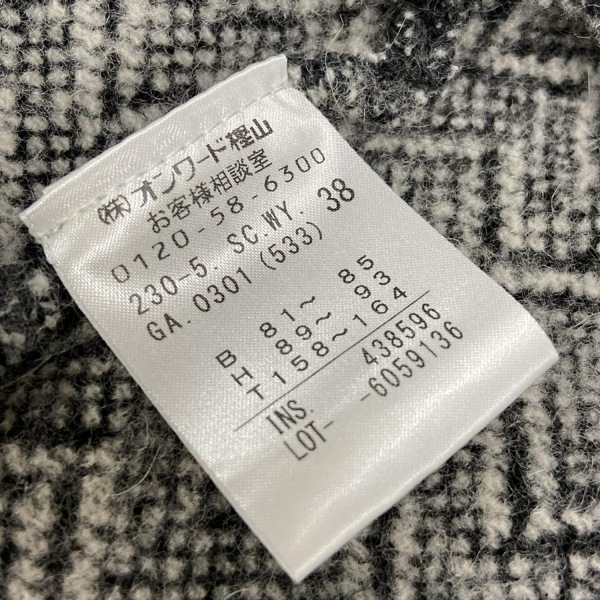 (株)オンワード樫山
お客様相談室
0120-58-6300
230-5. SC.WY. 38
GA.0301(533)
B 81〜 85
H 89〜 93
T158〜164
INS. 438596
LOT- -6059136